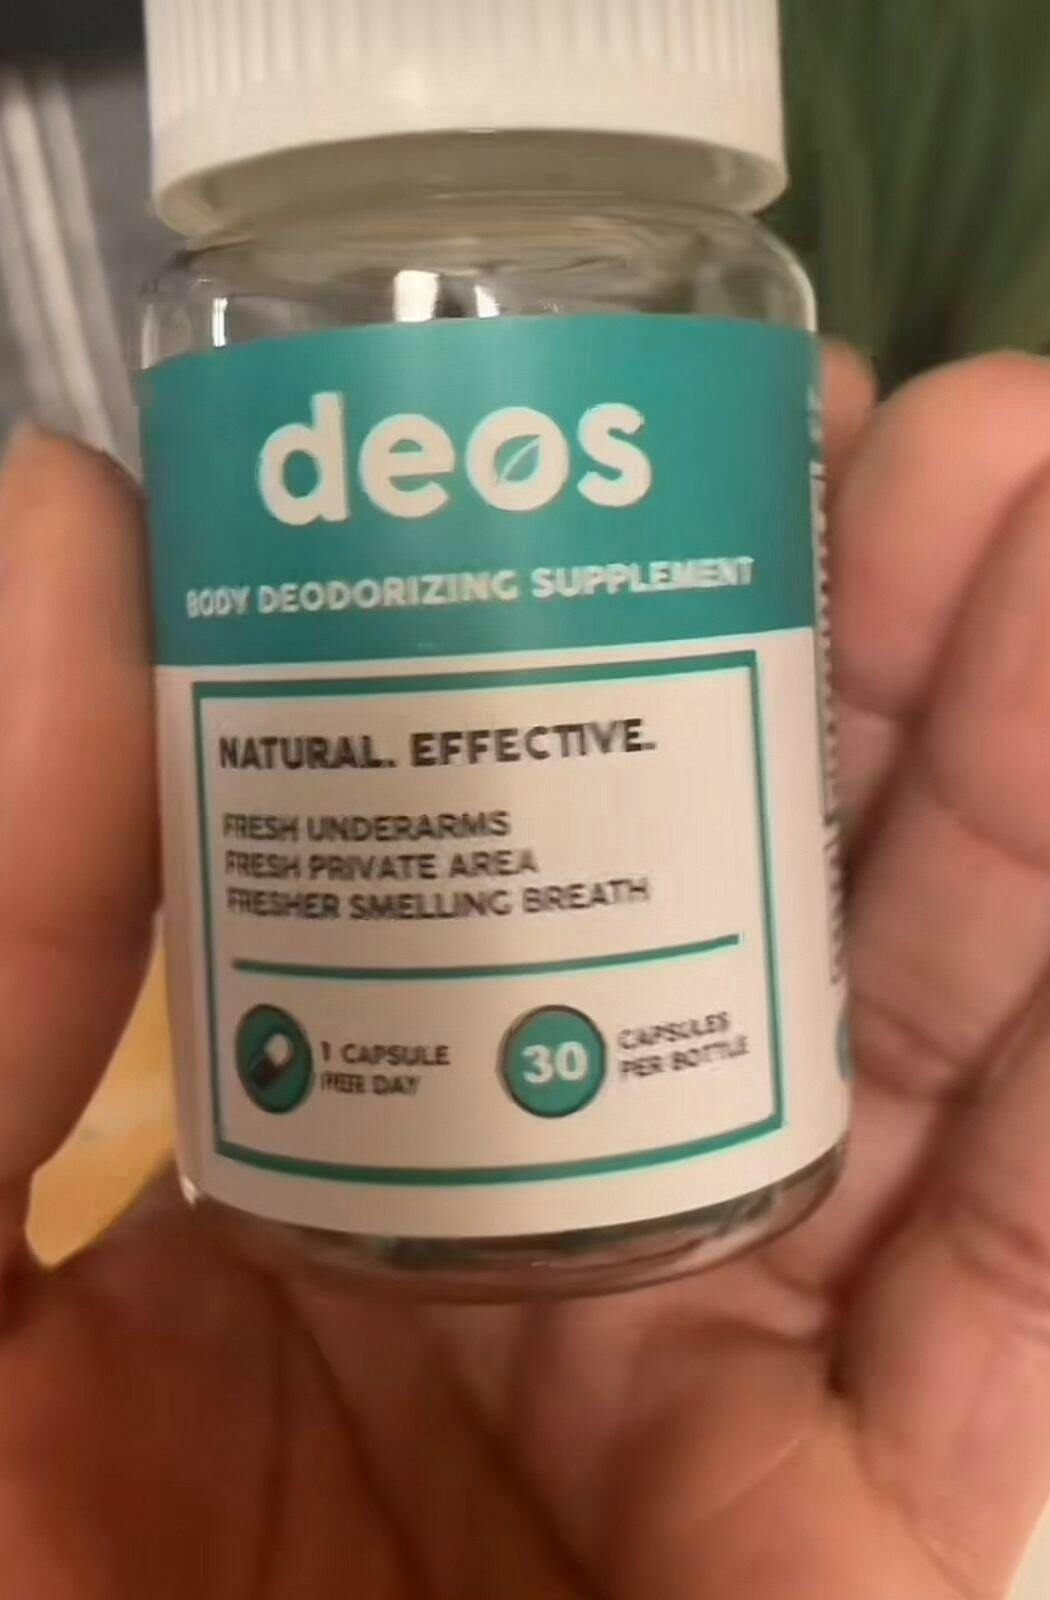 deos
BODY DEODORIZING SUPPLEMENT
NATURAL. EFFECTIVE.
FRESH UNDERARMS
FRESH PRIVATE AREA
FRESHER SMELLING BREATH
1 CAPSULE
PER DAY
30
CAPSULES
PER BOTTLE